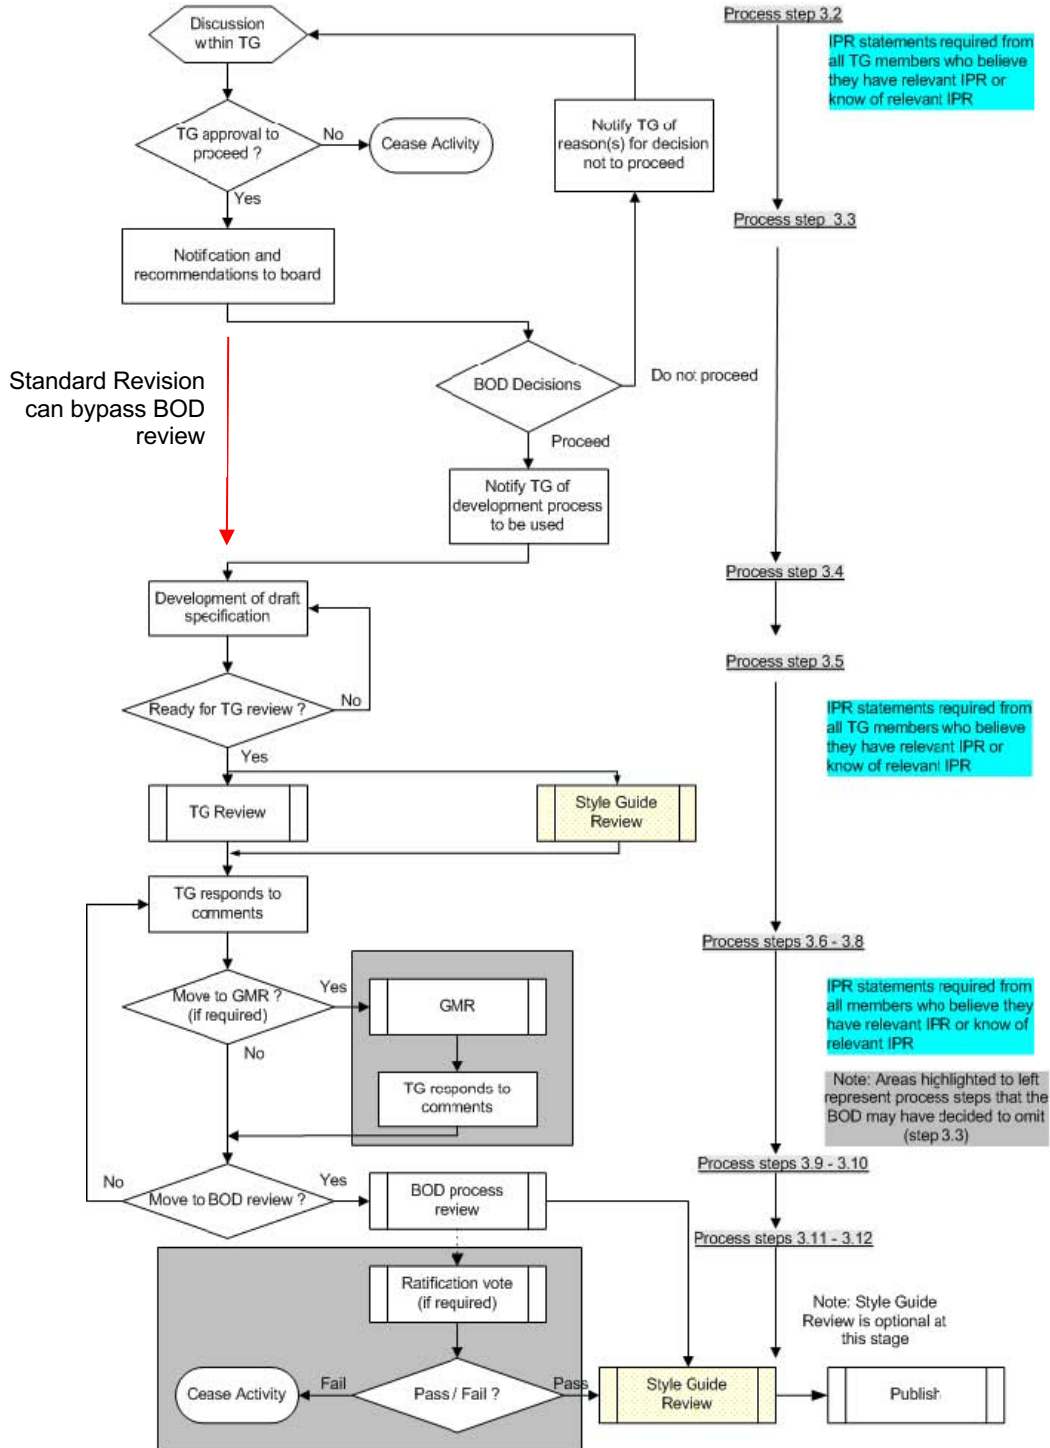 Discussion
wthin TG
Process step 3.2
IPR statements required from
all TG members who believe
they have relevant IPR or
know of relevant IPR
TG approval to
proceed ?
No
Cease Activity
Notify TG of
reason(s) for decision
not to proceed
Yes
Process step 3.3
Notification and
recommendations to board
Standard Revision
can bypass BOD
review
BOD Decisions
Do not proceed
Proceed
Notify TG of
development process
to be used
Process step 3.4
Development of draft
specification
Process step 3.5
Ready for TG review ?
No
IPR statements required from
all TG members who believe
they have relevant IPR or
know of relevant IPR
Yes
TG Review
Style Guide
Review
TG responds to
comments
Process steps 3.6 - 3.8
Move to GMR ?
(if required)
Yes
GMR
IPR statements required from
all members who believe they
have relevant IPR or know of
relevant IPR
No
TG responds to
comments
Note: Areas highlighted to left
represent process steps that the
BOD may have decided to omit
(step 3.3)
Process steps 3.9 - 3.10
No
Move to BOD review ?
Yes
BOD process
review
Process steps 3.11 - 3.12
Ratification vote
(if required)
Note: Style Guide
Review is optional at
this stage
Cease Activity
Fail
Pass / Fail ?
Pass
Style Guide
Review
Publish